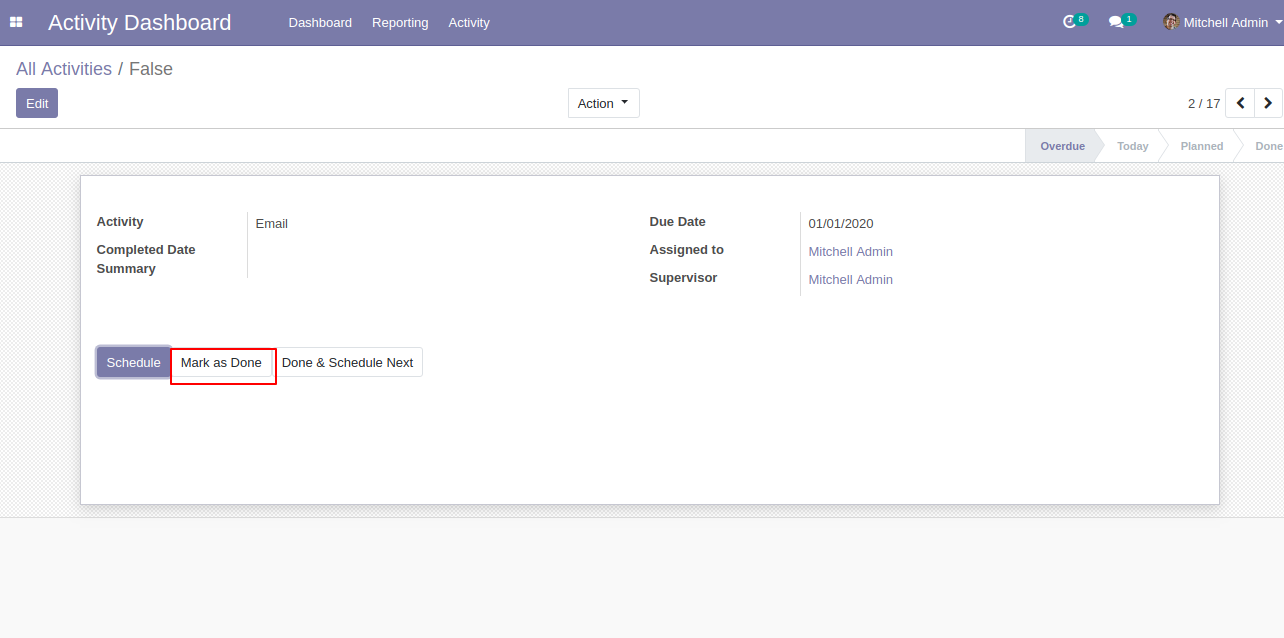 Activity Dashboard Dashboard Reporting Activity 8 1 Mitchell Admin
All Activities / False
Edit Action 2 / 17
Overdue Today Planned Done
Activity Email Due Date 01/01/2020
Completed Date Assigned to Mitchell Admin
Summary Supervisor Mitchell Admin
Schedule Mark as Done Done & Schedule Next